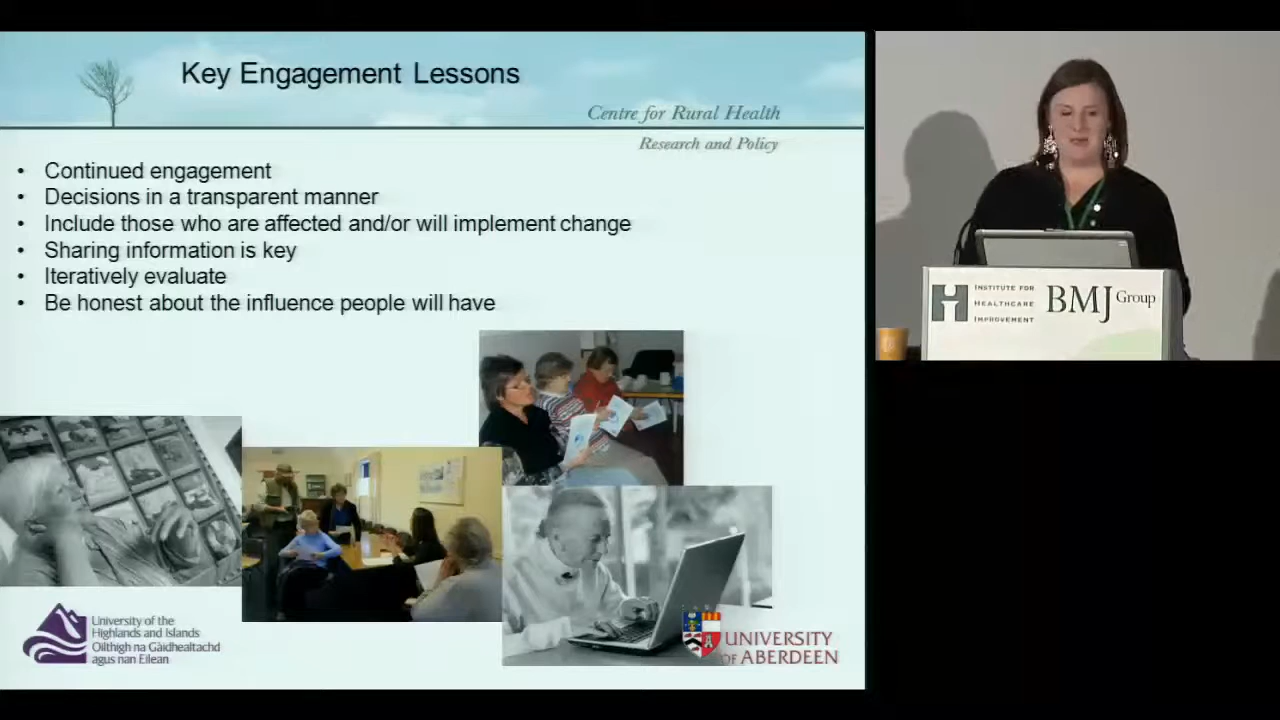 Key Engagement Lessons
Centre for Rural Health
Research and Policy
• Continued engagement
• Decisions in a transparent manner
• Include those who are affected and/or will implement change
• Sharing information is key
• Iteratively evaluate
• Be honest about the influence people will have
University of the
Highlands and Islands
Oilthigh na Gàidhealtachd
agus nan Eilean
UNIVERSITY
OF ABERDEEN
INSTITUTE FOR
HEALTHCARE
IMPROVEMENT
BMJ Group